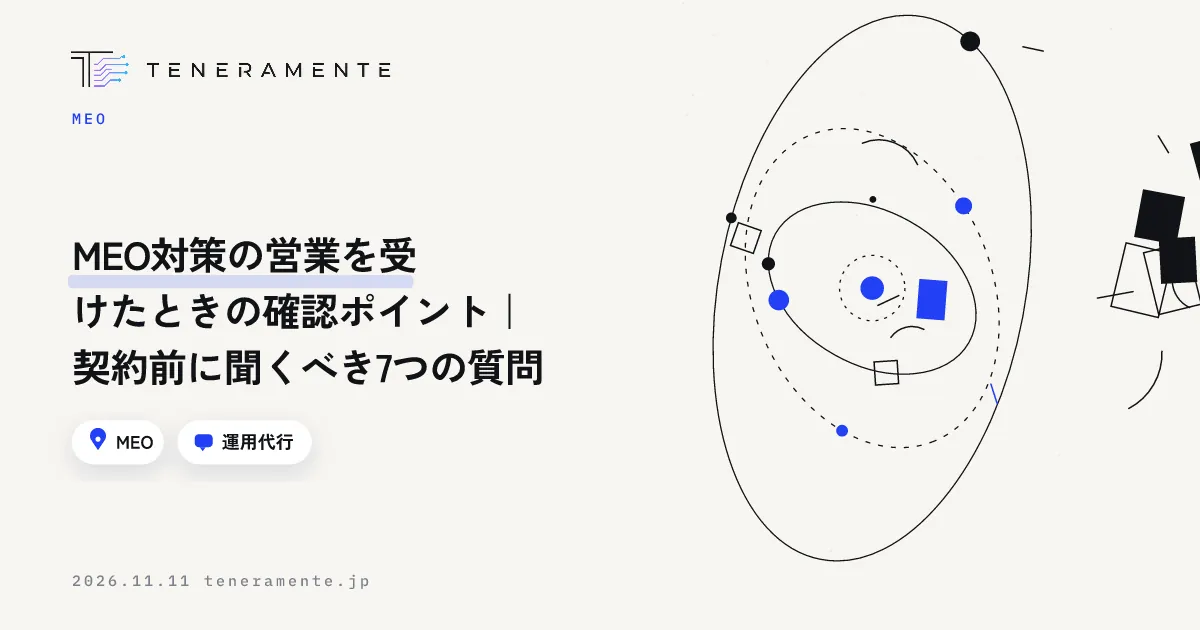 TENERAMENTE
MEO
MEO対策の営業を受
けたときの確認ポイント｜
契約前に聞くべき7つの質問
MEO
運用代行
2026.11.11 teneramente.jp